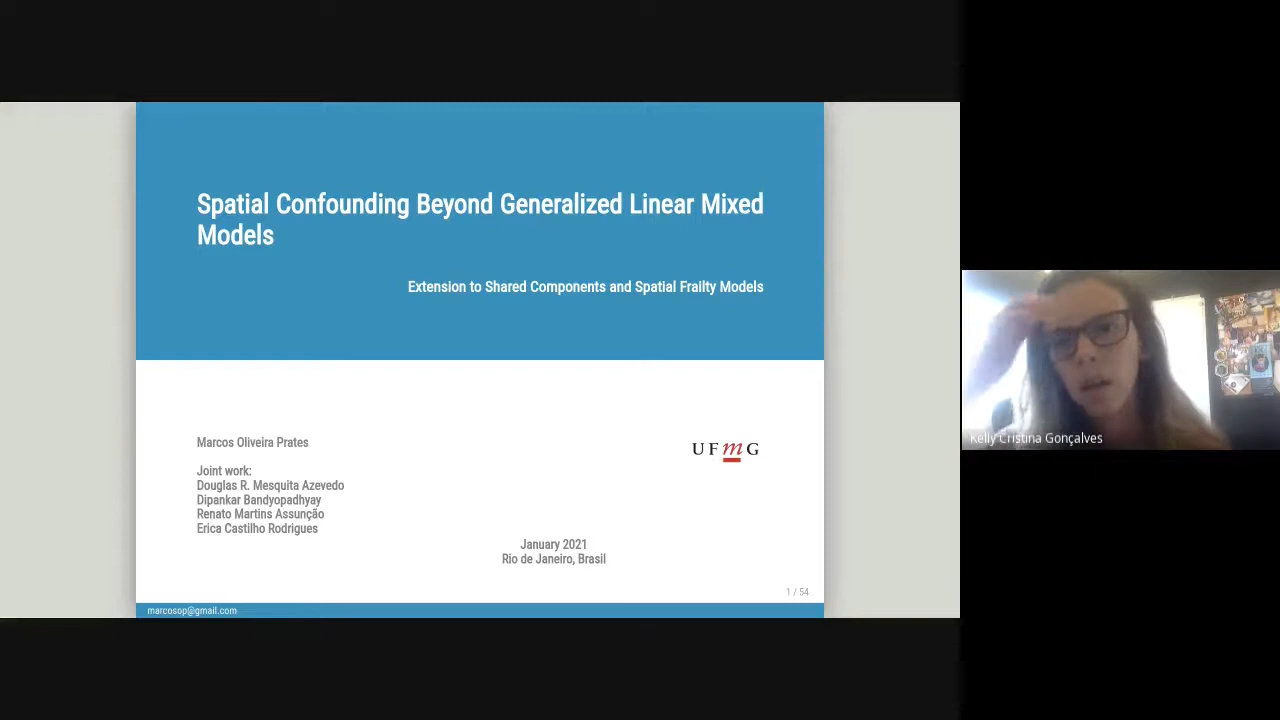 Spatial Confounding Beyond Generalized Linear Mixed
Models
Extension to Shared Components and Spatial Frailty Models
Marcos Oliveira Prates
Joint work:
Douglas R. Mesquita Azevedo
Dipankar Bandyopadhyay
Renato Martins Assunção
Erica Castilho Rodrigues
UFmG
January 2021
Rio de Janeiro, Brasil
1 / 54
marcosop@gmail.com
Kelly Cristina Gonçalves